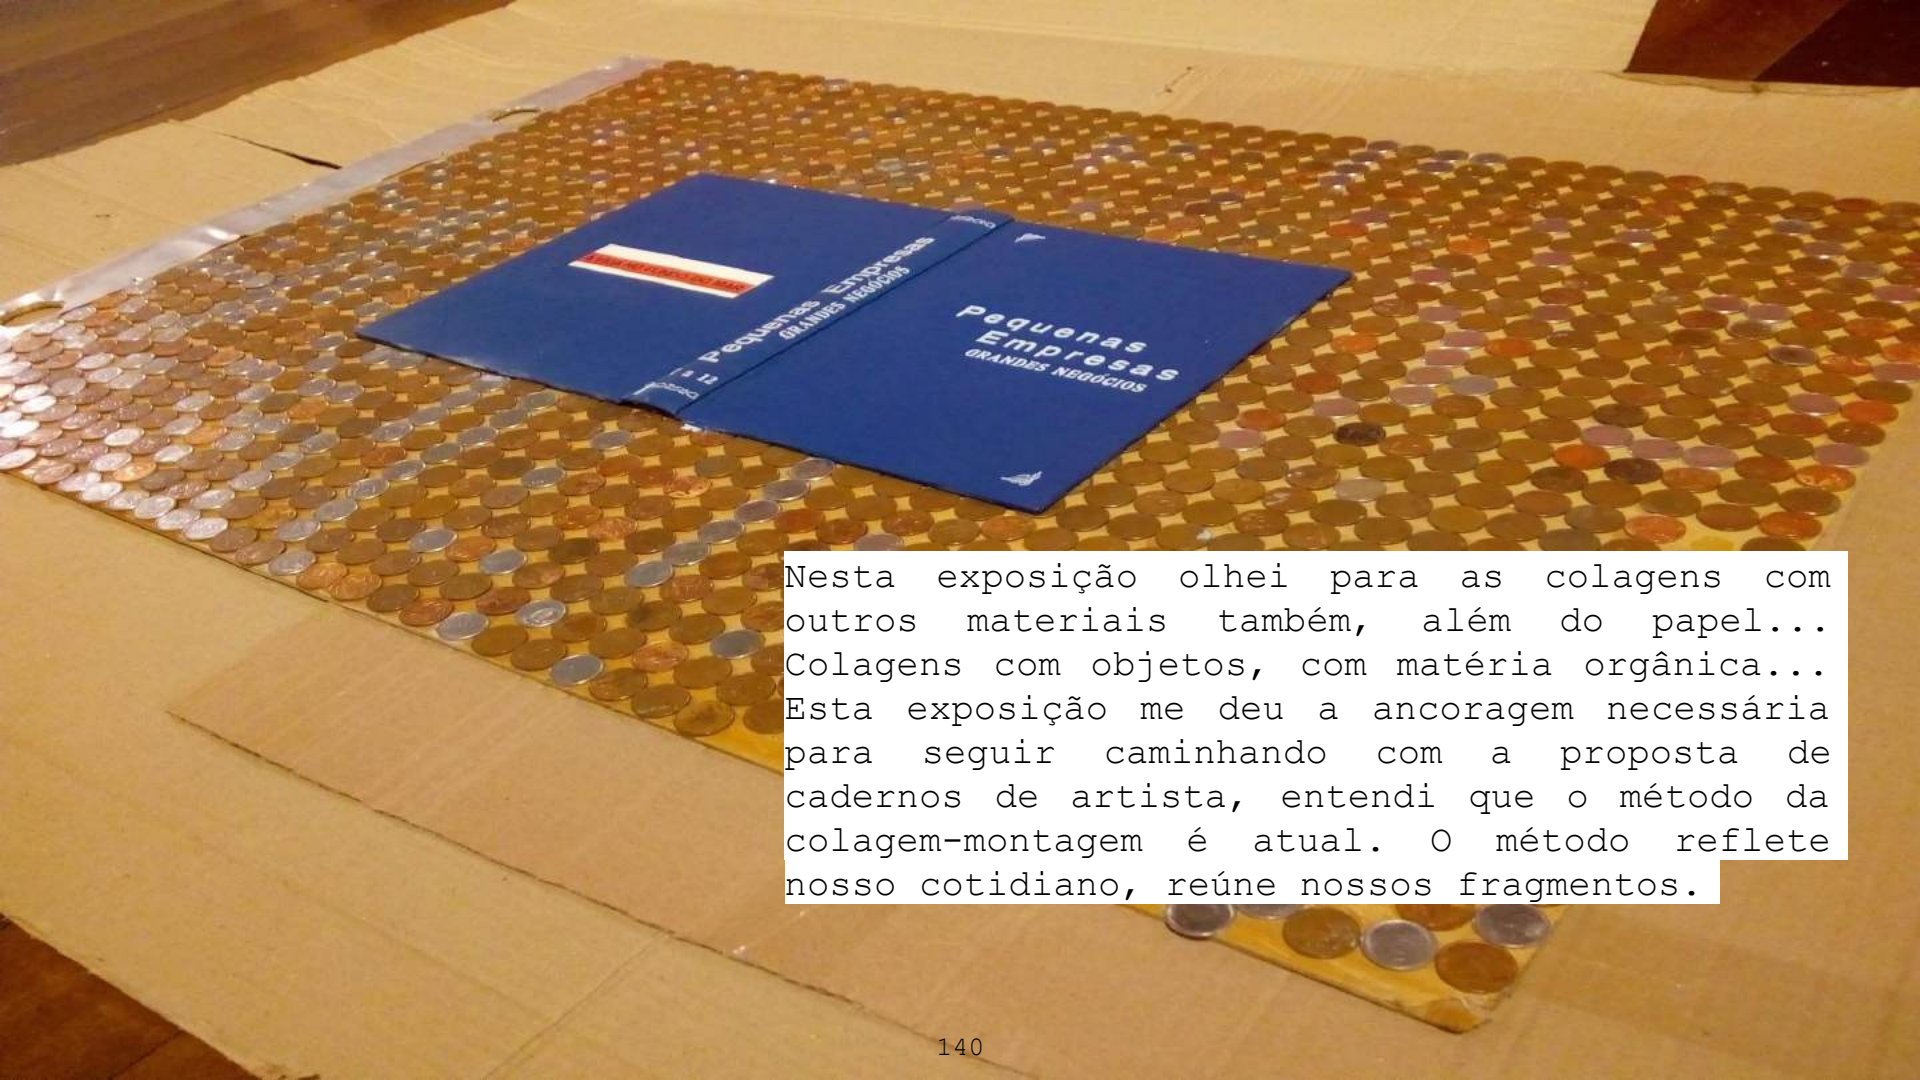 Pequenas Empresas
GRANDES NEGÓCIOS
a 12
Pequenas
Empresas
GRANDES NEGÓCIOS
Nesta exposição olhei para as colagens com
outros materiais também, além do papel...
Colagens com objetos, com matéria orgânica...
Esta exposição me deu a ancoragem necessária
para seguir caminhando com a proposta de
cadernos de artista, entendi que o método da
colagem-montagem é atual. O método reflete
nosso cotidiano, reúne nossos fragmentos.
140